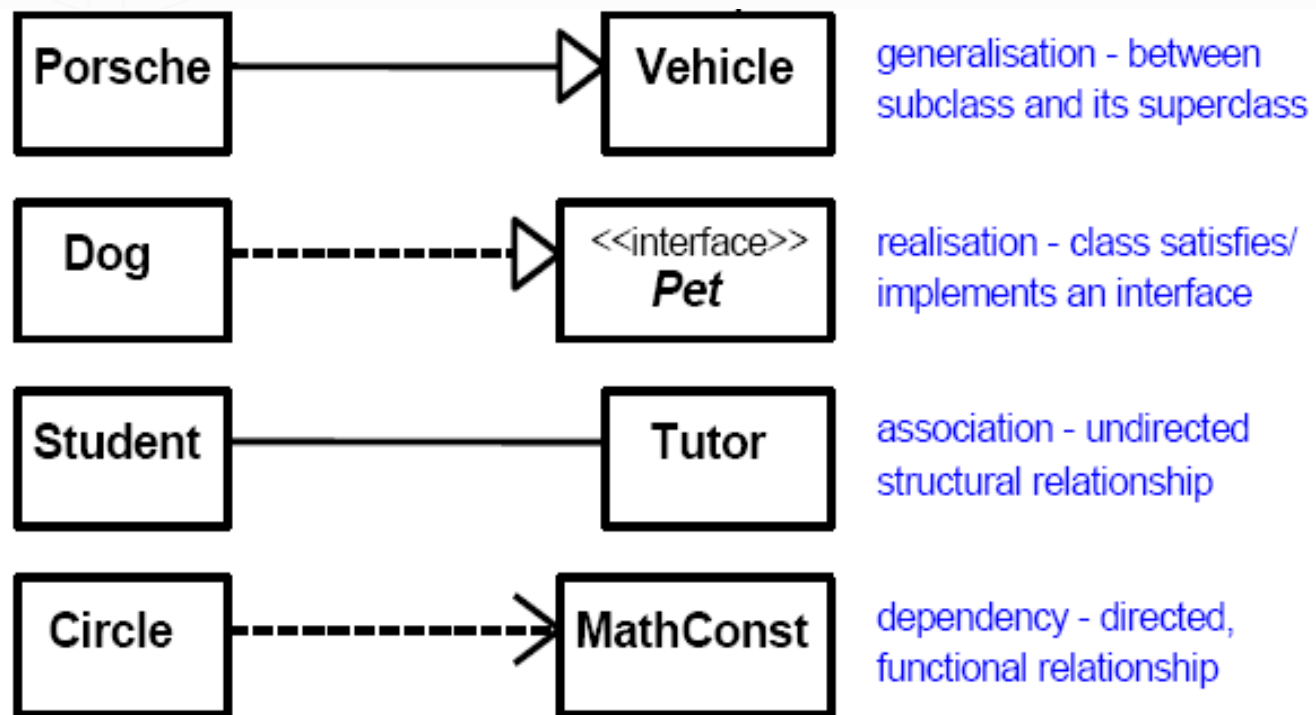 Porsche
Vehicle
generalisation - between
subclass and its superclass
Dog
<<interface>>
Pet
realisation - class satisfies/
implements an interface
Student
Tutor
association - undirected
structural relationship
Circle
MathConst
dependency - directed,
functional relationship